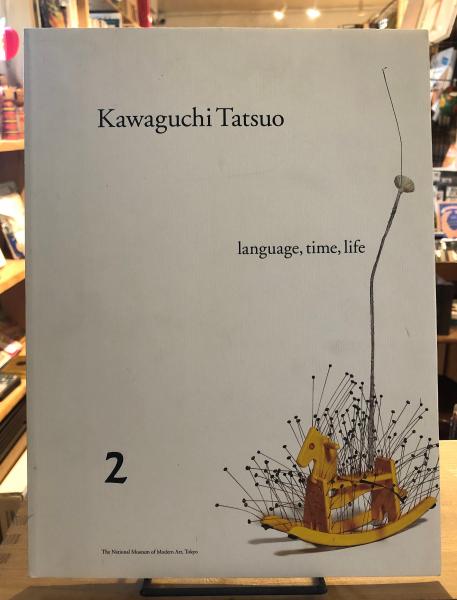 Kawaguchi Tatsuo
language, time, life
2
The National Museum of Modern Art, Tokyo